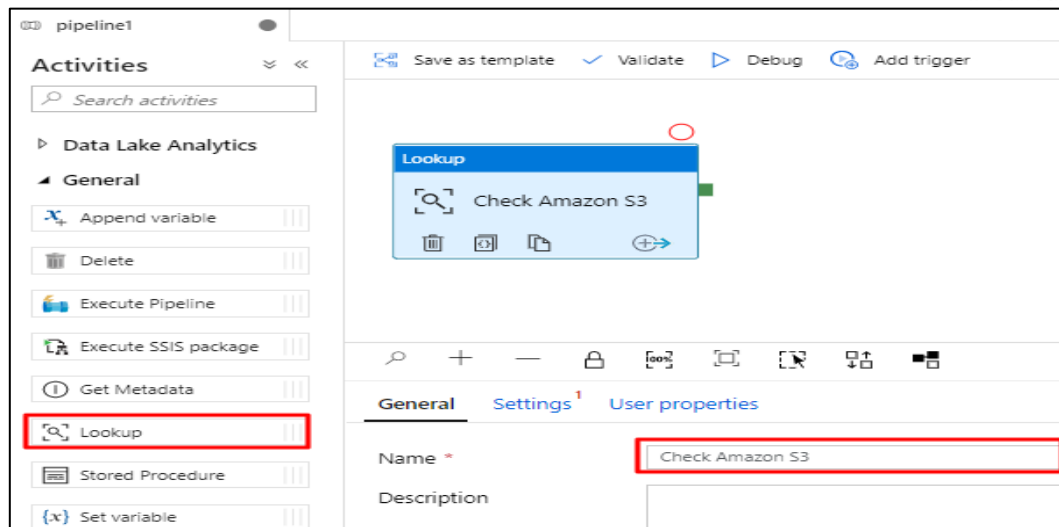 pipeline1
Activities
Search activities
Data Lake Analytics
General
Append variable
Delete
Execute Pipeline
Execute SSIS package
Get Metadata
Lookup
Stored Procedure
{x} Set variable
Save as template
Validate
Debug
Add trigger
Lookup
Check Amazon S3
General
Settings 1
User properties
Name *
Check Amazon S3
Description